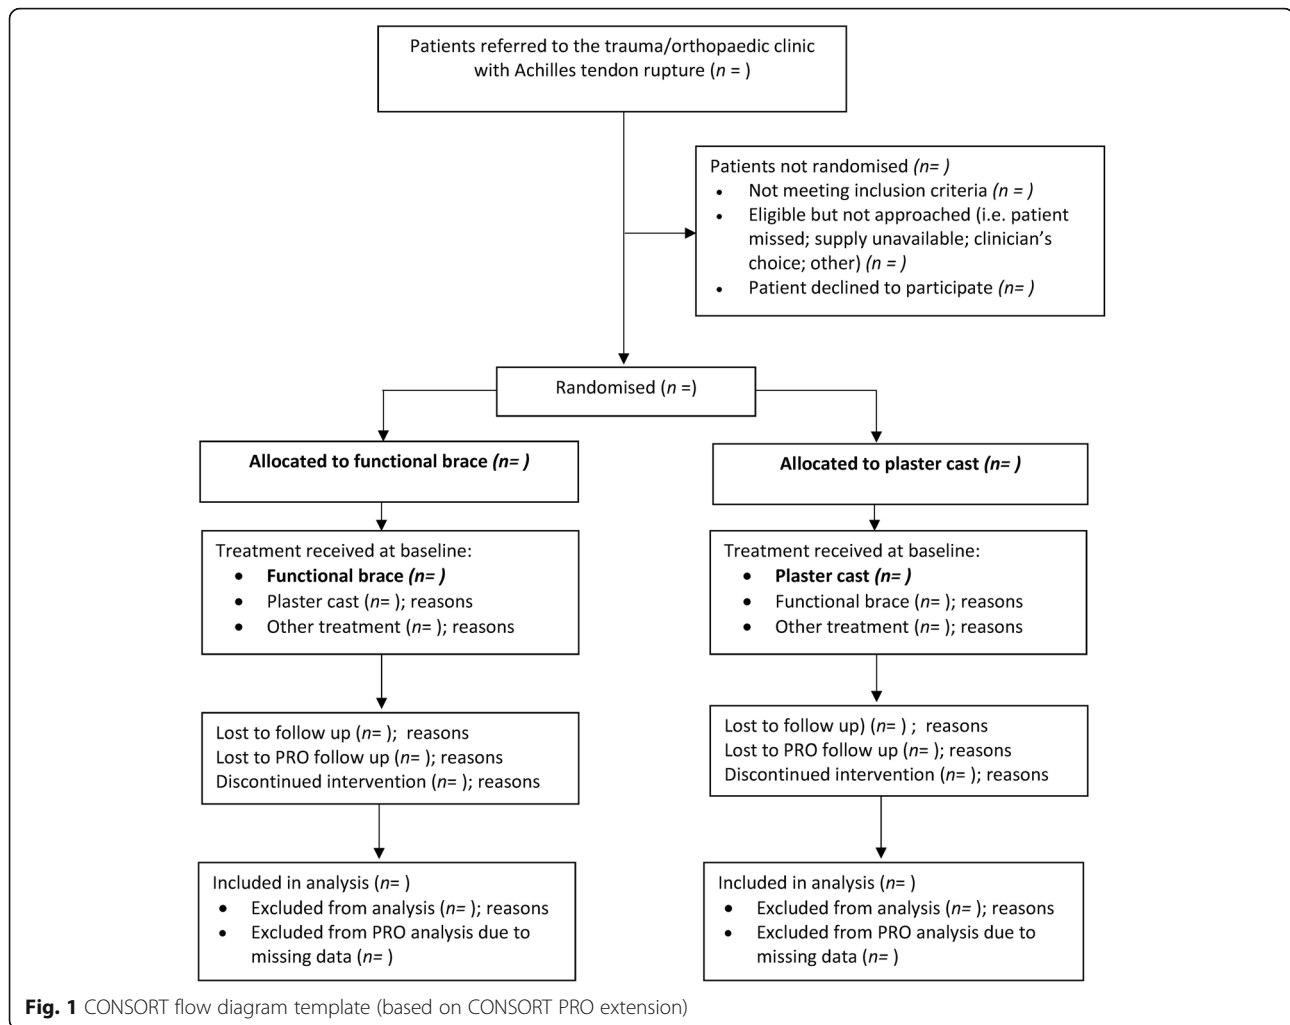 Patients referred to the trauma/orthopaedic clinic
with Achilles tendon rupture (n = )
Patients not randomised (n= )
• Not meeting inclusion criteria (n = )
• Eligible but not approached (i.e. patient
missed; supply unavailable; clinician's
choice; other) (n = )
• Patient declined to participate (n= )
Randomised (n =)
Allocated to functional brace (n= )
Allocated to plaster cast (n= )
Treatment received at baseline:
• Functional brace (n= )
• Plaster cast (n= ); reasons
• Other treatment (n= ); reasons
Treatment received at baseline:
• Plaster cast (n= )
• Functional brace (n= ); reasons
• Other treatment (n= ); reasons
Lost to follow up (n= ); reasons
Lost to PRO follow up (n= ); reasons
Discontinued intervention (n= ); reasons
Lost to follow up) (n= ) ; reasons
Lost to PRO follow up (n= ); reasons
Discontinued intervention (n= ); reasons
Included in analysis (n= )
• Excluded from analysis (n= ); reasons
• Excluded from PRO analysis due to
missing data (n= )
Included in analysis (n= )
• Excluded from analysis (n= ); reasons
• Excluded from PRO analysis due to
missing data (n= )
Fig. 1 CONSORT flow diagram template (based on CONSORT PRO extension)